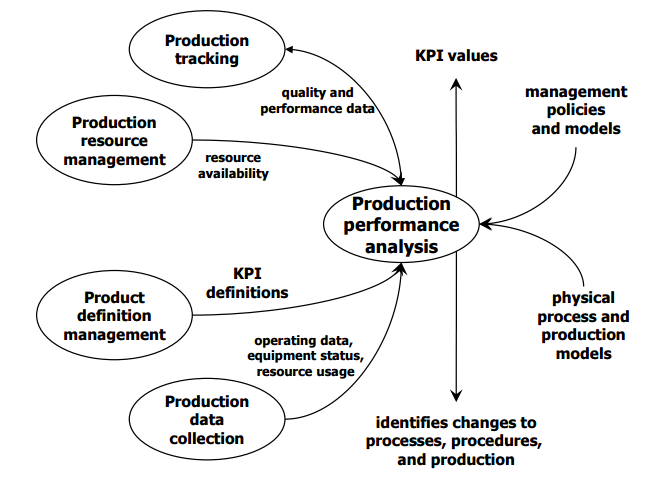 Production
tracking
KPI values
quality and
performance data
management
policies
and models
Production
resource
management
resource
availability
Production
performance
analysis
KPI
definitions
Product
definition
management
physical
process and
production
models
operating data,
equipment status,
resource usage
Production
data
collection
identifies changes to
processes, procedures,
and production